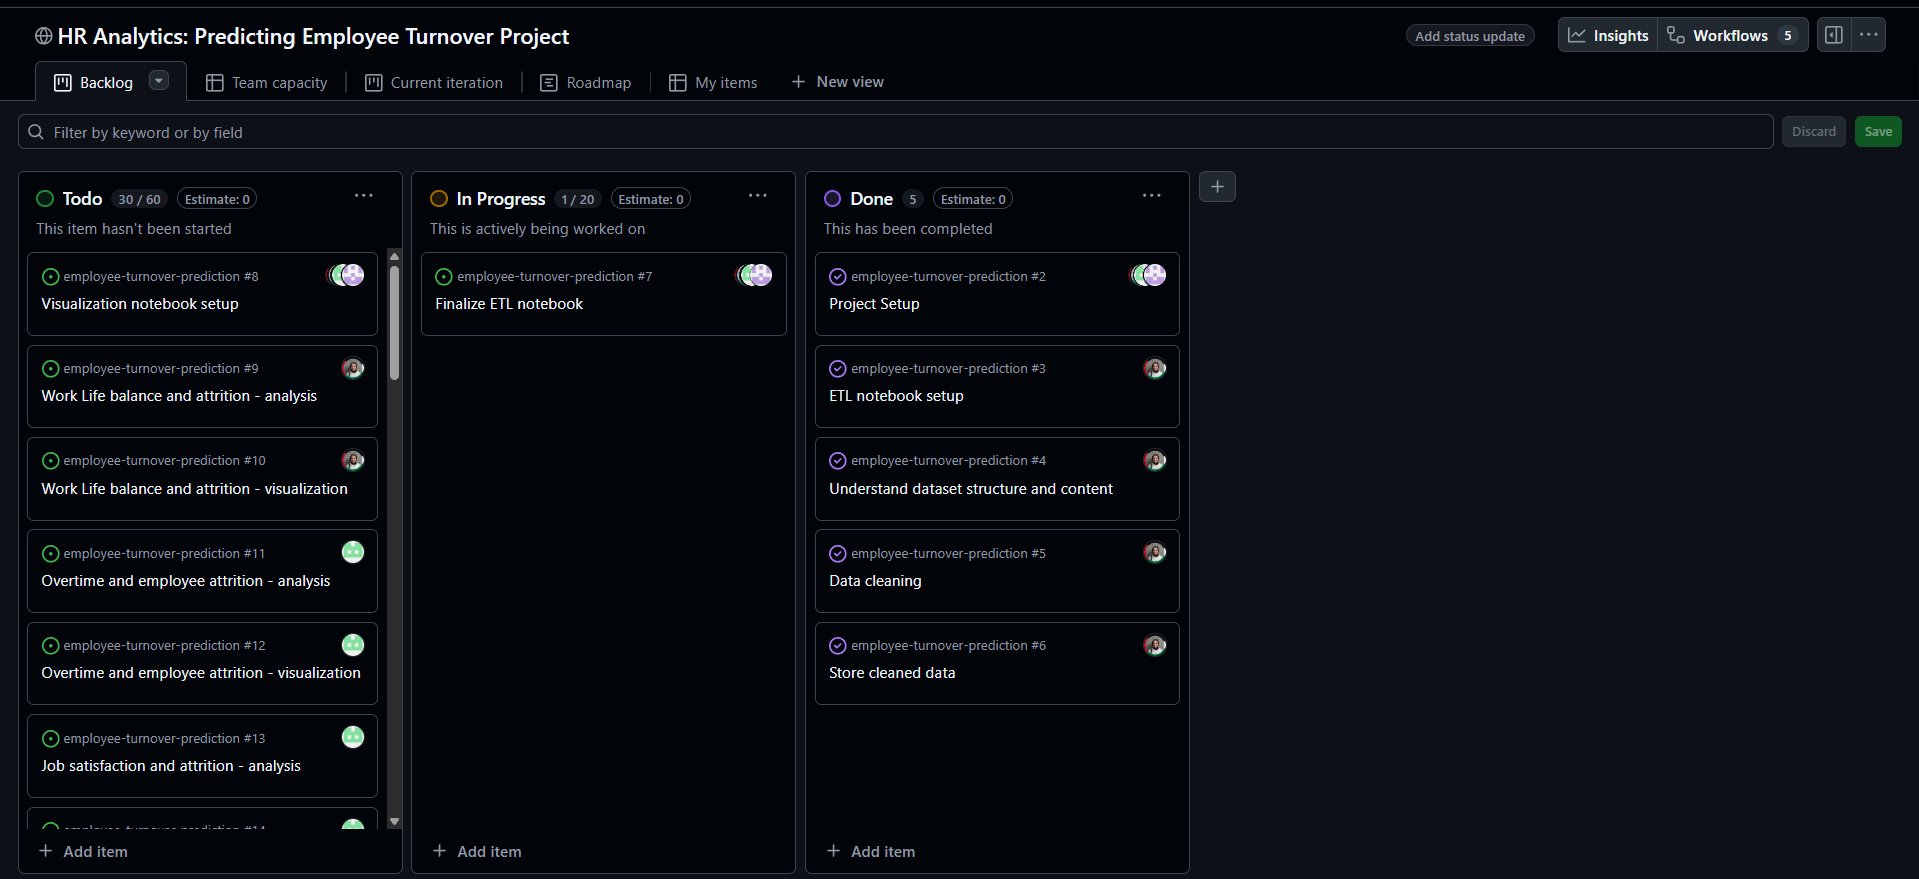 HR Analytics: Predicting Employee Turnover Project
Add status update
Insights
Workflows 5
Backlog
Team capacity
Current iteration
Roadmap
My items
New view
Filter by keyword or by field
Discard
Save
Todo 30 / 60 Estimate: 0
This item hasn't been started
employee-turnover-prediction #8
Visualization notebook setup
employee-turnover-prediction #9
Work Life balance and attrition - analysis
employee-turnover-prediction #10
Work Life balance and attrition - visualization
employee-turnover-prediction #11
Overtime and employee attrition - analysis
employee-turnover-prediction #12
Overtime and employee attrition - visualization
employee-turnover-prediction #13
Job satisfaction and attrition - analysis
employee-turnover-prediction #14
Add item
In Progress 1 / 20 Estimate: 0
This is actively being worked on
employee-turnover-prediction #7
Finalize ETL notebook
Add item
Done 5 Estimate: 0
This has been completed
employee-turnover-prediction #2
Project Setup
employee-turnover-prediction #3
ETL notebook setup
employee-turnover-prediction #4
Understand dataset structure and content
employee-turnover-prediction #5
Data cleaning
employee-turnover-prediction #6
Store cleaned data
Add item